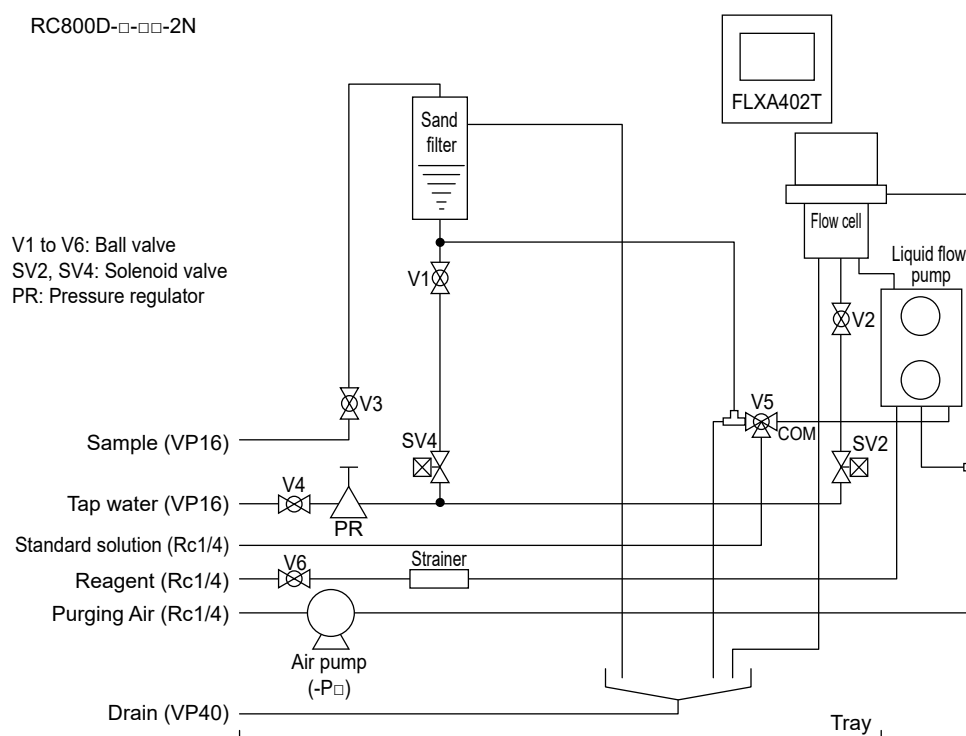 RC800D-□-□□-2N
FLXA402T
Sand
filter
Flow cell
V1 to V6: Ball valve
SV2, SV4: Solenoid valve
PR: Pressure regulator
Liquid flow
pump
V1
V2
V3
V5
Sample (VP16)
COM
SV4
SV2
V4
Tap water (VP16)
PR
Standard solution (Rc1/4)
Strainer
V6
Reagent (Rc1/4)
Purging Air (Rc1/4)
Air pump
(-P□)
Drain (VP40)
Tray